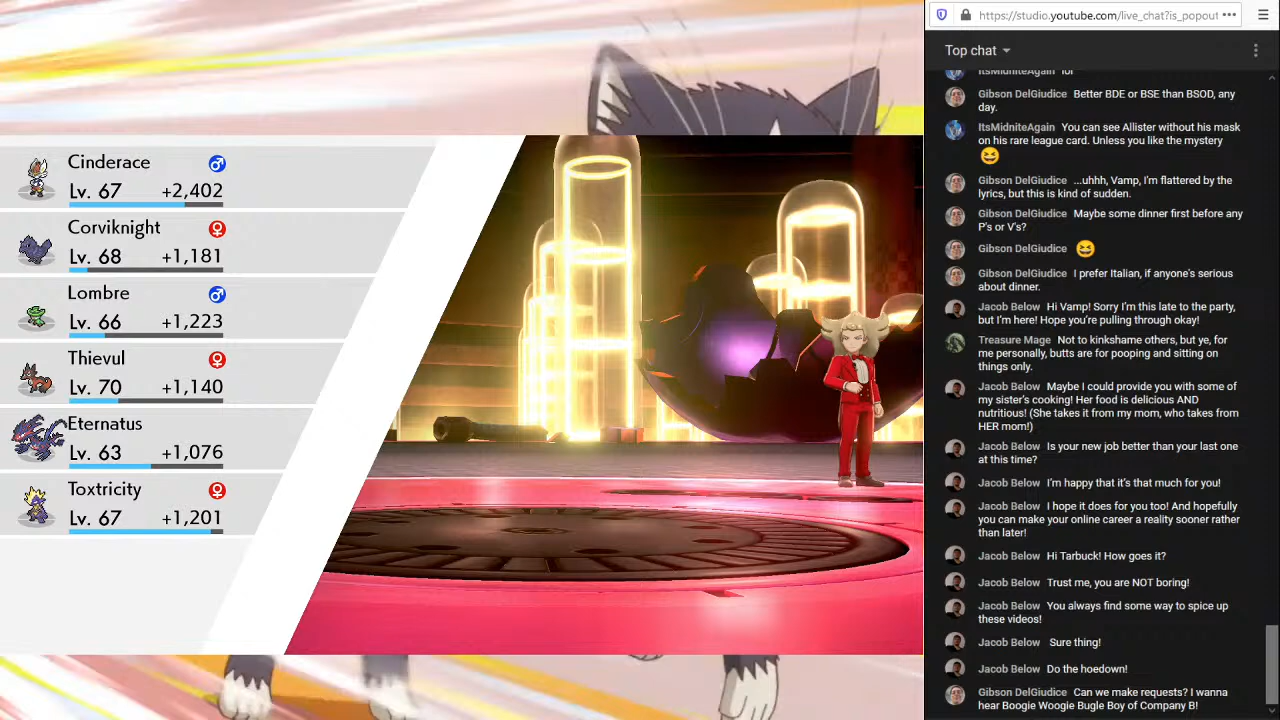 Cinderace ♂
Lv. 67 +2,402
Corviknight ♀
Lv. 68 +1,181
Lombre ♂
Lv. 66 +1,223
Thievul ♀
Lv. 70 +1,140
Eternatus
Lv. 63 +1,076
Toxtricity ♀
Lv. 67 +1,201
https://studio.youtube.com/live_chat?is_popout
Top chat
ItsMidniteAgain lol
Gibson DelGiudice Better BDE or BSE than BSOD, any
day.
ItsMidniteAgain You can see Allister without his mask
on his rare league card. Unless you like the mystery
😆
Gibson DelGiudice ...uhhh, Vamp, I'm flattered by the
lyrics, but this is kind of sudden.
Gibson DelGiudice Maybe some dinner first before any
P's or V's?
Gibson DelGiudice 😆
Gibson DelGiudice I prefer Italian, if anyone's serious
about dinner.
Jacob Below Hi Vamp! Sorry I'm this late to the party,
but I'm here! Hope you're pulling through okay!
Treasure Mage Not to kinkshame others, but ye, for
me personally, butts are for pooping and sitting on
things only.
Jacob Below Maybe I could provide you with some of
my sister's cooking! Her food is delicious AND
nutritious! (She takes it from my mom, who takes from
HER mom!)
Jacob Below Is your new job better than your last one
at this time?
Jacob Below I'm happy that it's that much for you!
Jacob Below I hope it does for you too! And hopefully
you can make your online career a reality sooner rather
than later!
Jacob Below Hi Tarbuck! How goes it?
Jacob Below Trust me, you are NOT boring!
Jacob Below You always find some way to spice up
these videos!
Jacob Below Sure thing!
Jacob Below Do the hoedown!
Gibson DelGiudice Can we make requests? I wanna
hear Boogie Woogie Bugle Boy of Company B!